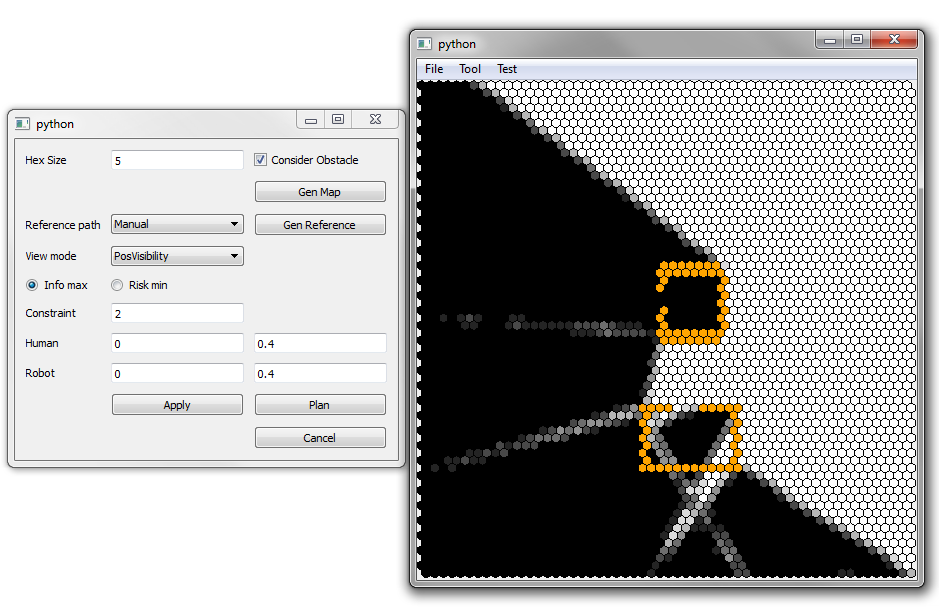 python
File Tool Test
python
Hex Size 5 Consider Obstacle
Gen Map
Reference path Manual Gen Reference
View mode PosVisibility
Info max Risk min
Constraint 2
Human 0 0.4
Robot 0 0.4
Apply Plan
Cancel